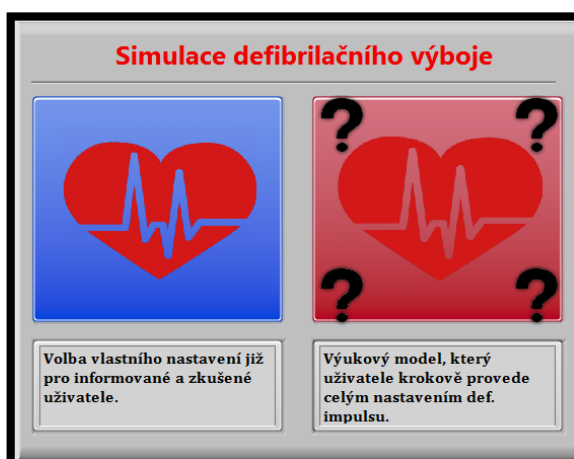 Simulace defibrilačního výboje
?
?
?
?
Volba vlastního nastavení již
pro informované a zkušené
uživatele.
Výukový model, který
uživatele krokově provede
celým nastavením def.
impulsu.